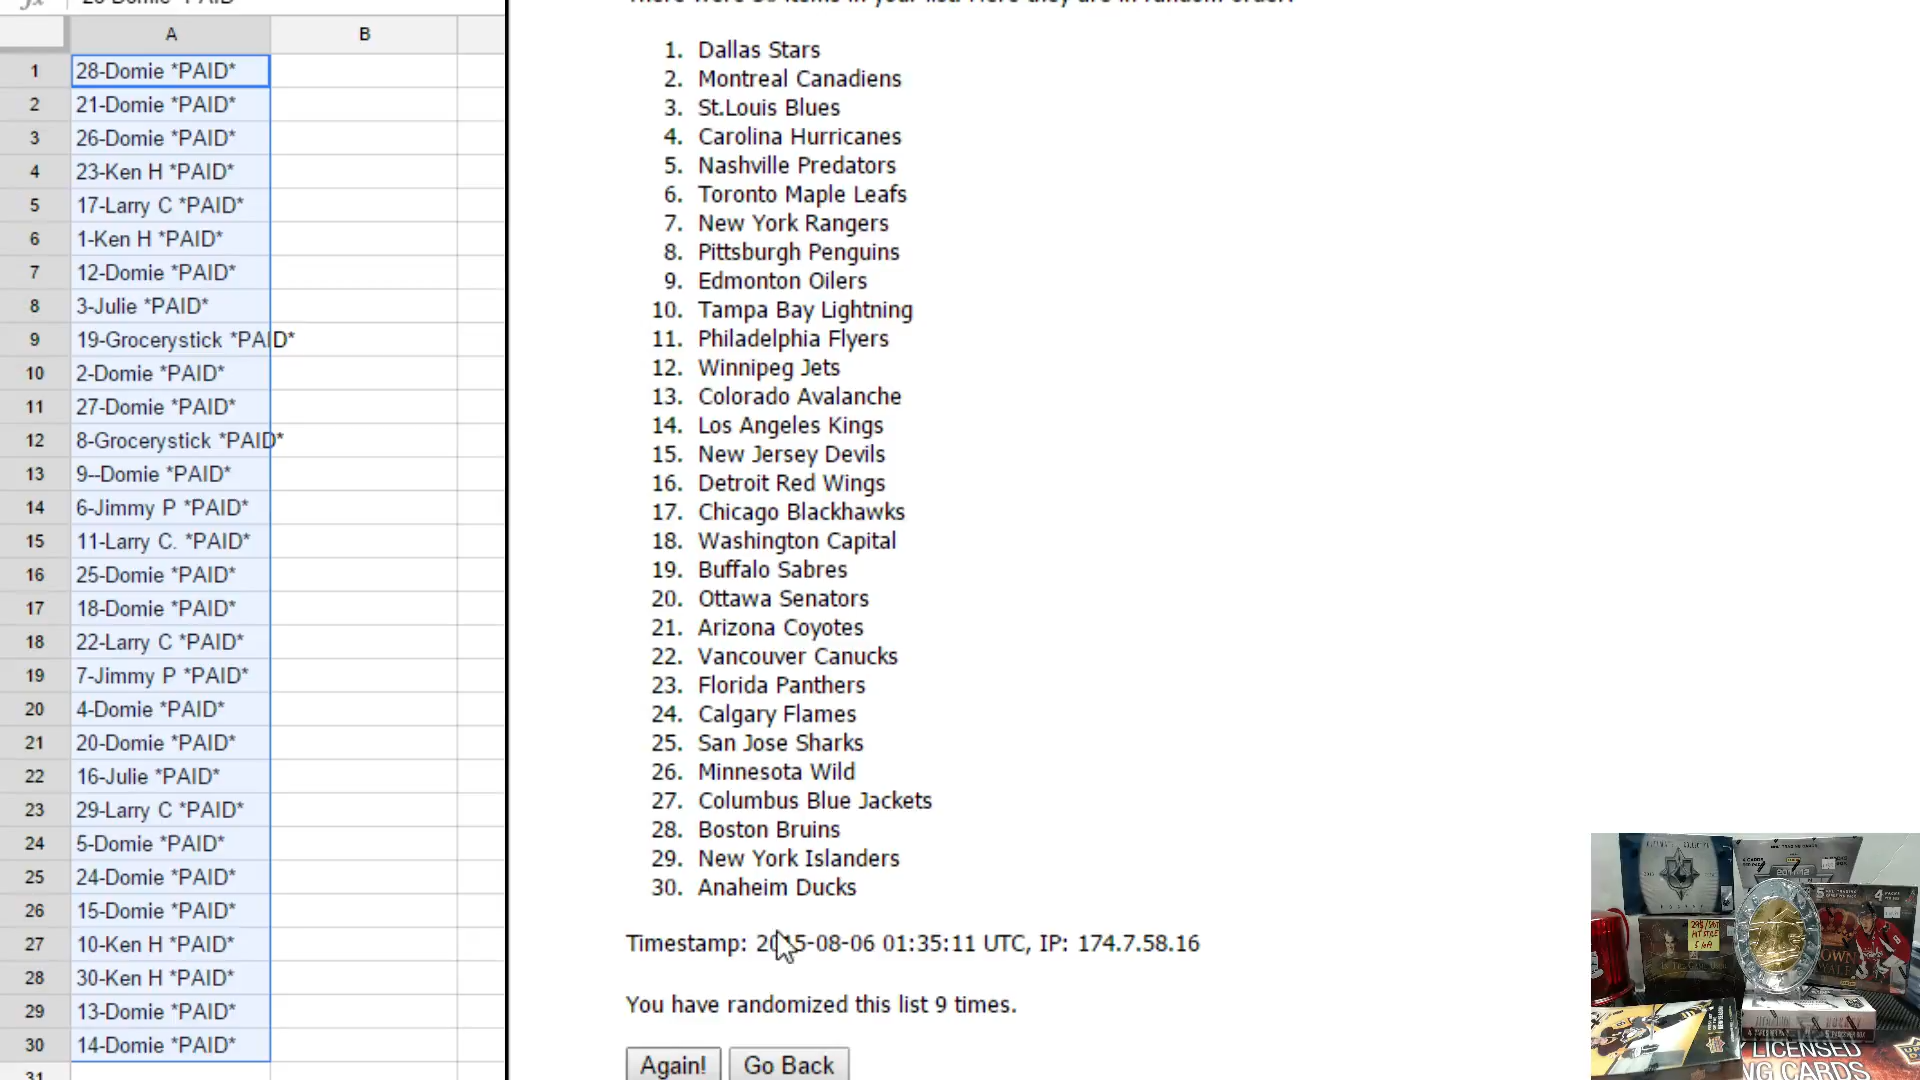 A
B
1 28-Domie *PAID*
2 21-Domie *PAID*
3 26-Domie *PAID*
4 23-Ken H *PAID*
5 17-Larry C *PAID*
6 1-Ken H *PAID*
7 12-Domie *PAID*
8 3-Julie *PAID*
9 19-Grocerystick *PAID*
10 2-Domie *PAID*
11 27-Domie *PAID*
12 8-Grocerystick *PAID*
13 9--Domie *PAID*
14 6-Jimmy P *PAID*
15 11-Larry C. *PAID*
16 25-Domie *PAID*
17 18-Domie *PAID*
18 22-Larry C *PAID*
19 7-Jimmy P *PAID*
20 4-Domie *PAID*
21 20-Domie *PAID*
22 16-Julie *PAID*
23 29-Larry C *PAID*
24 5-Domie *PAID*
25 24-Domie *PAID*
26 15-Domie *PAID*
27 10-Ken H *PAID*
28 30-Ken H *PAID*
29 13-Domie *PAID*
30 14-Domie *PAID*
31
1. Dallas Stars
2. Montreal Canadiens
3. St.Louis Blues
4. Carolina Hurricanes
5. Nashville Predators
6. Toronto Maple Leafs
7. New York Rangers
8. Pittsburgh Penguins
9. Edmonton Oilers
10. Tampa Bay Lightning
11. Philadelphia Flyers
12. Winnipeg Jets
13. Colorado Avalanche
14. Los Angeles Kings
15. New Jersey Devils
16. Detroit Red Wings
17. Chicago Blackhawks
18. Washington Capital
19. Buffalo Sabres
20. Ottawa Senators
21. Arizona Coyotes
22. Vancouver Canucks
23. Florida Panthers
24. Calgary Flames
25. San Jose Sharks
26. Minnesota Wild
27. Columbus Blue Jackets
28. Boston Bruins
29. New York Islanders
30. Anaheim Ducks
Timestamp: 2015-08-06 01:35:11 UTC, IP: 174.7.58.16
You have randomized this list 9 times.
Again!
Go Back
LICENSED
NG CARDS